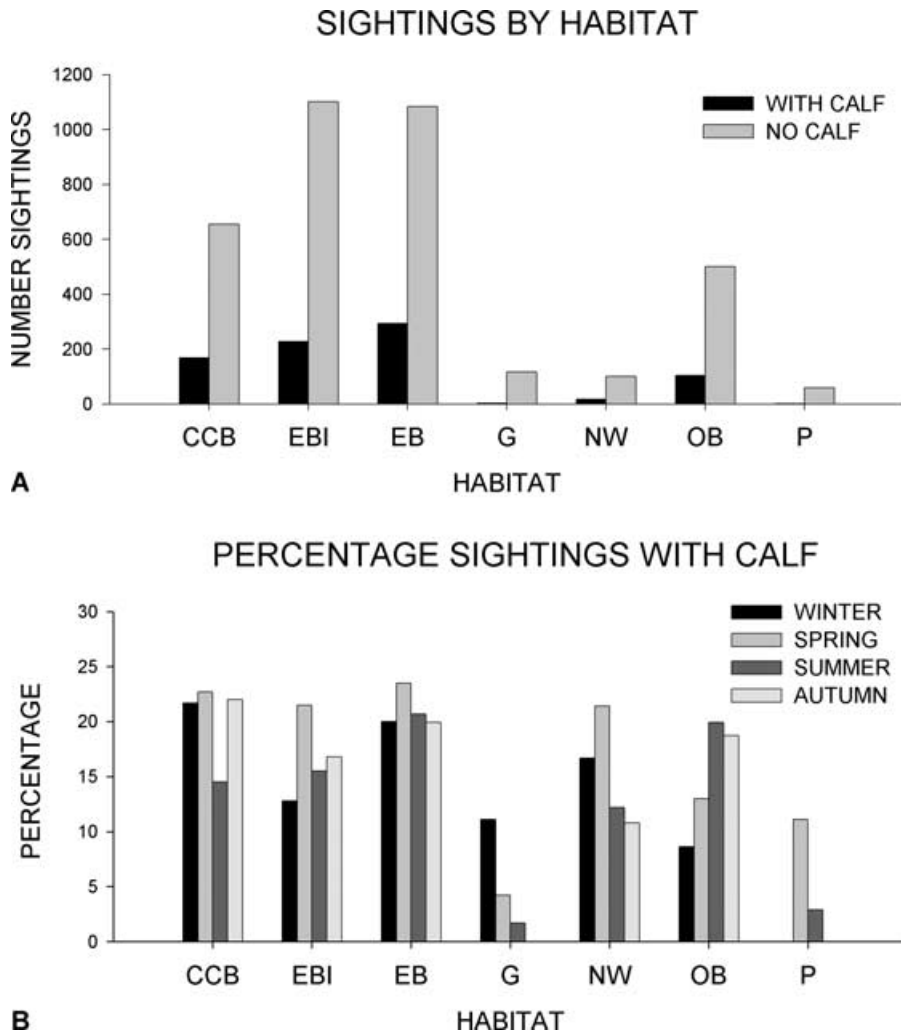 SIGHTINGS BY HABITAT
NUMBER SIGHTINGS
1200
1000
800
600
400
200
0
WITH CALF
NO CALF
CCB EBI EB G NW OB P
HABITAT
A
PERCENTAGE SIGHTINGS WITH CALF
PERCENTAGE
30
25
20
15
10
5
0
WINTER
SPRING
SUMMER
AUTUMN
CCB EBI EB G NW OB P
HABITAT
B